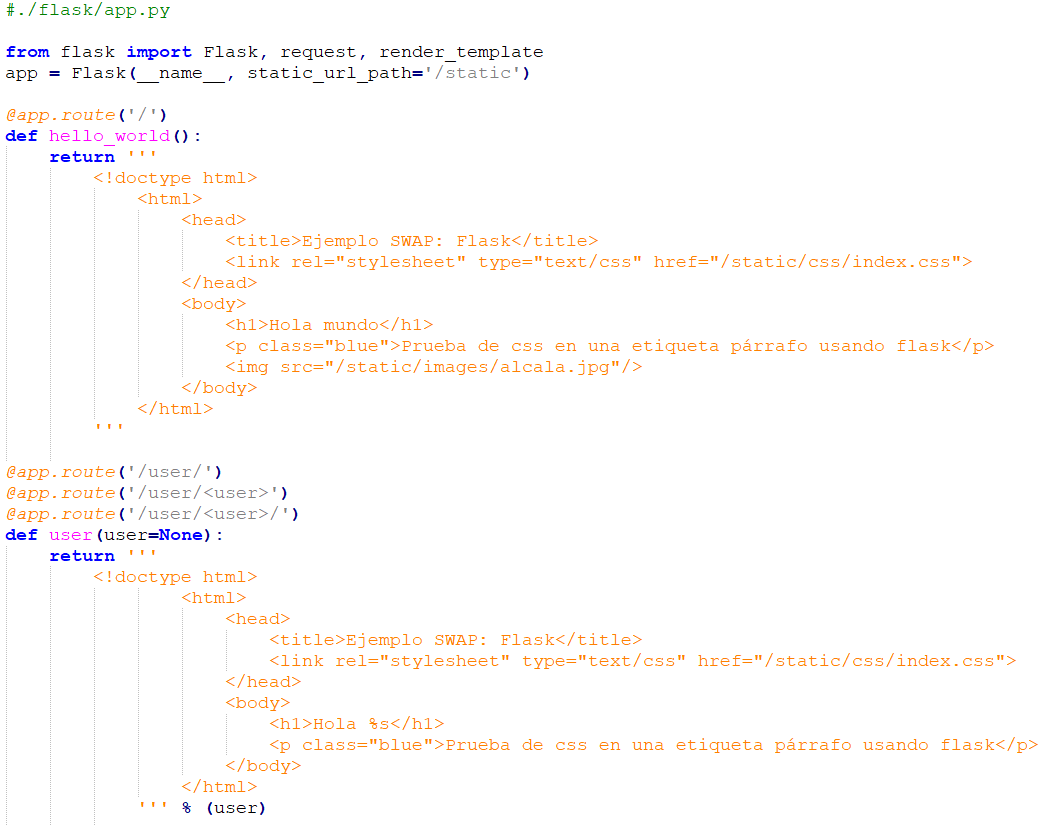 #./flask/app.py

from flask import Flask, request, render_template
app = Flask(__name__, static_url_path='/static')

@app.route('/')
def hello_world():
    return '''
        <!doctype html>
            <html>
                <head>
                    <title>Ejemplo SWAP: Flask</title>
                    <link rel="stylesheet" type="text/css" href="/static/css/index.css">
                </head>
                <body>
                    <h1>Hola mundo</h1>
                    <p class="blue">Prueba de css en una etiqueta párrafo usando flask</p>
                    <img src="/static/images/alcala.jpg"/>
                </body>
            </html>
        '''

@app.route('/user/')
@app.route('/user/<user>')
@app.route('/user/<user>/')
def user(user=None):
    return '''
        <!doctype html>
                <html>
                    <head>
                        <title>Ejemplo SWAP: Flask</title>
                        <link rel="stylesheet" type="text/css" href="/static/css/index.css">
                    </head>
                    <body>
                        <h1>Hola %s</h1>
                        <p class="blue">Prueba de css en una etiqueta párrafo usando flask</p>
                    </body>
                </html>
            ''' % (user)